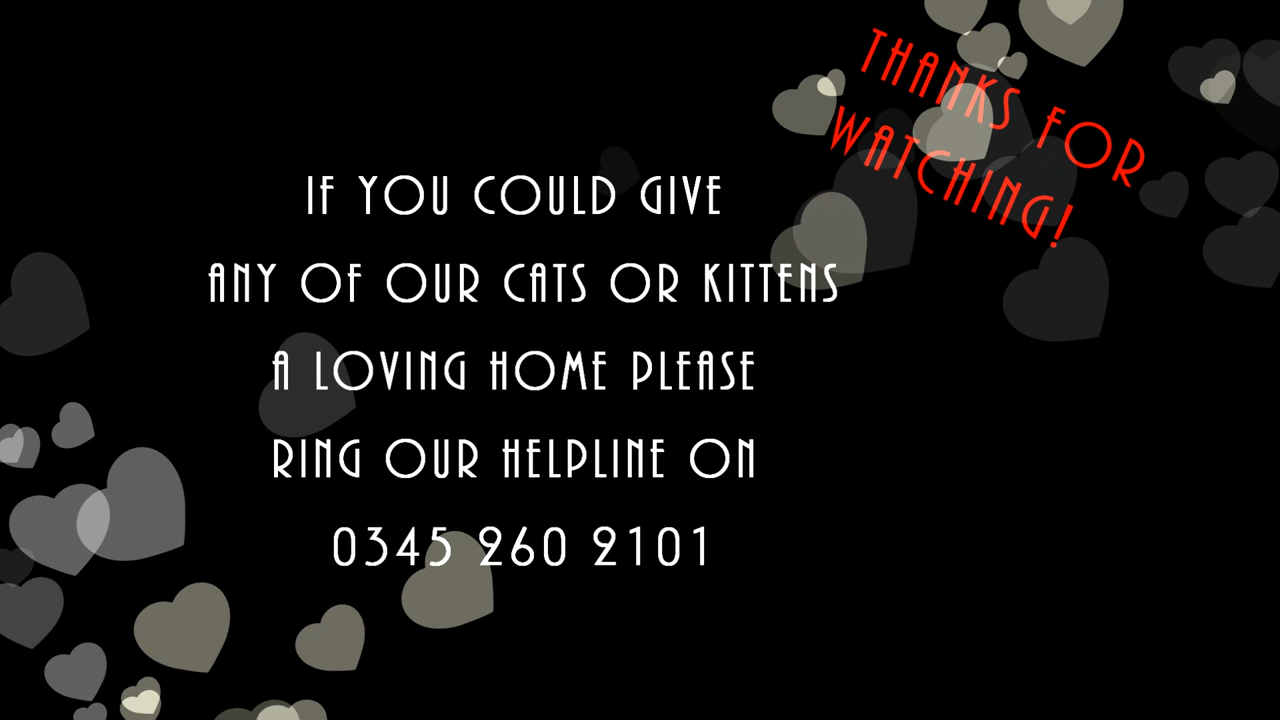 THANKS FOR
WATCHING!
IF YOU COULD GIVE
ANY OF OUR CATS OR KITTENS
A LOVING HOME PLEASE
RING OUR HELPLINE ON
0345 260 2101